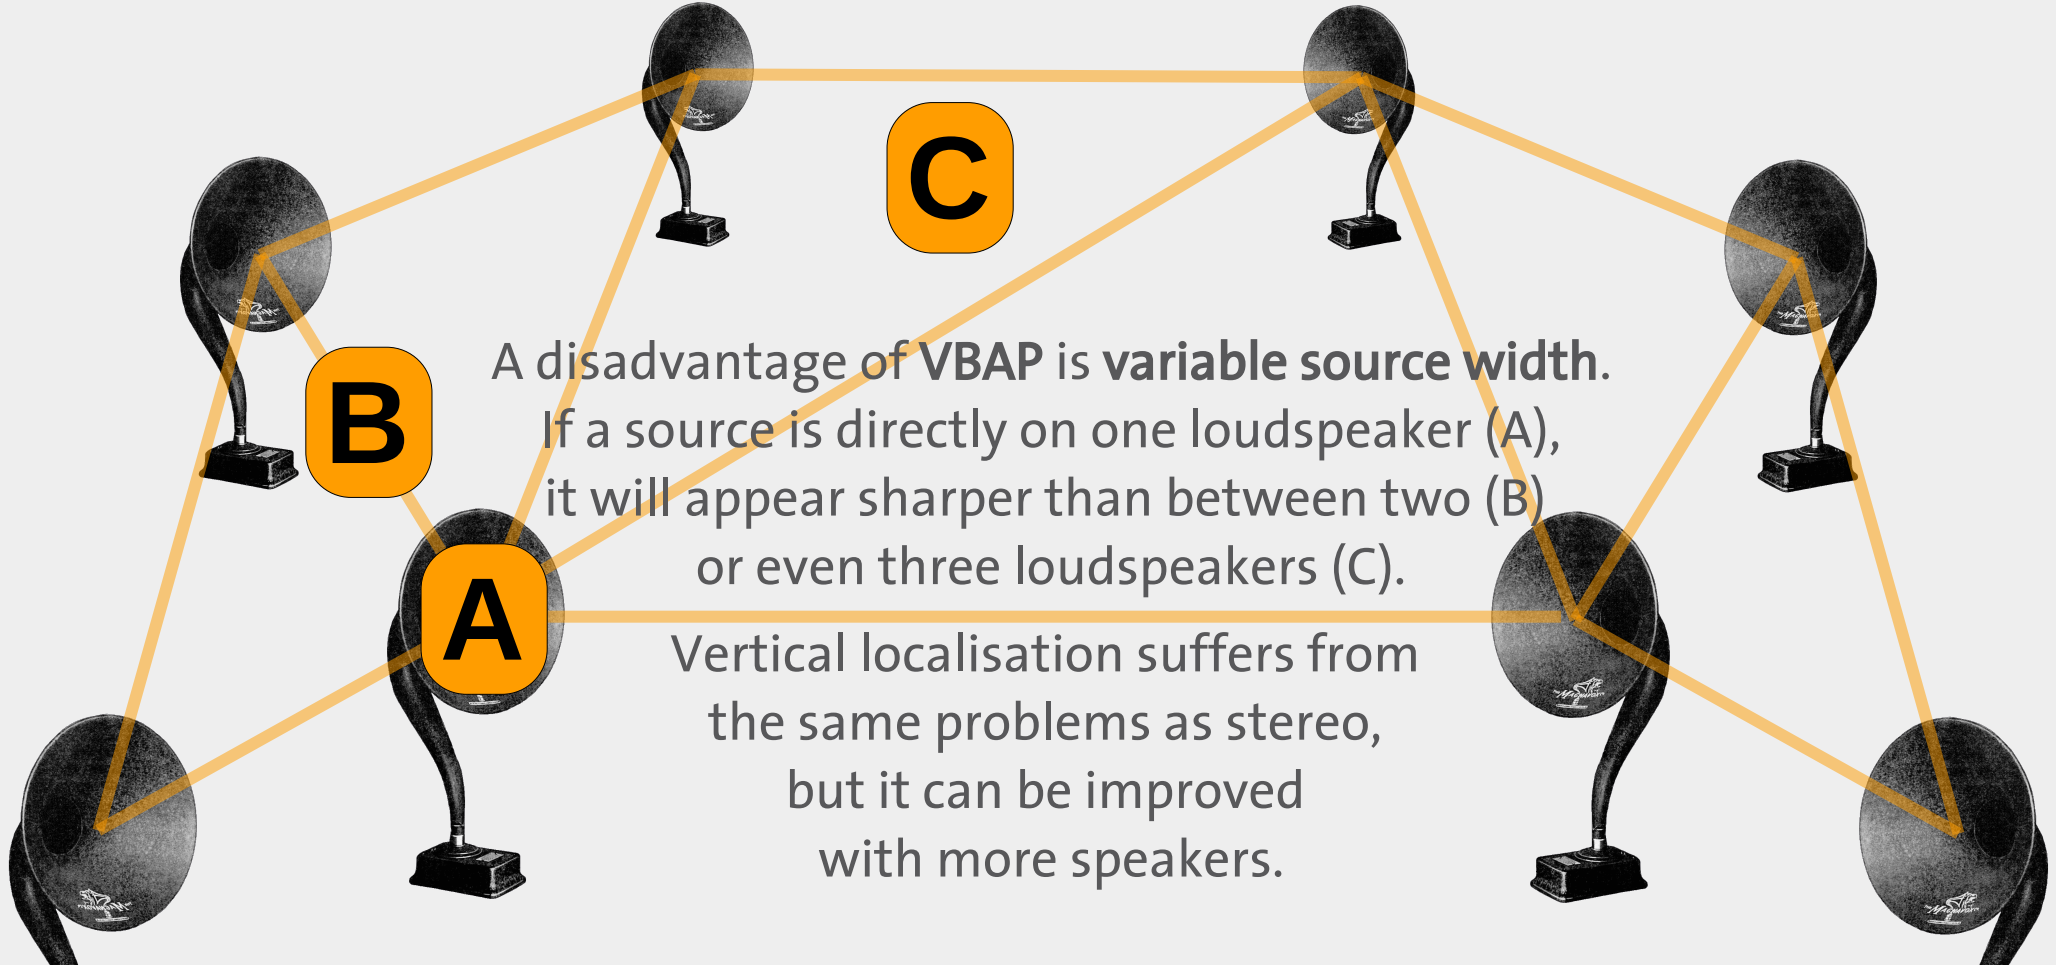 C
B
A disadvantage of VBAP is variable source width.
If a source is directly on one loudspeaker (A),
it will appear sharper than between two (B)
or even three loudspeakers (C).
A
Vertical localisation suffers from
the same problems as stereo,
but it can be improved
with more speakers.